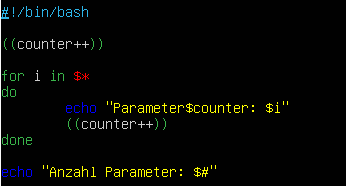 #!/bin/bash
((counter++))
for i in $*
do
echo "Parameter$counter: $i"
((counter++))
done
echo "Anzahl Parameter: $#"